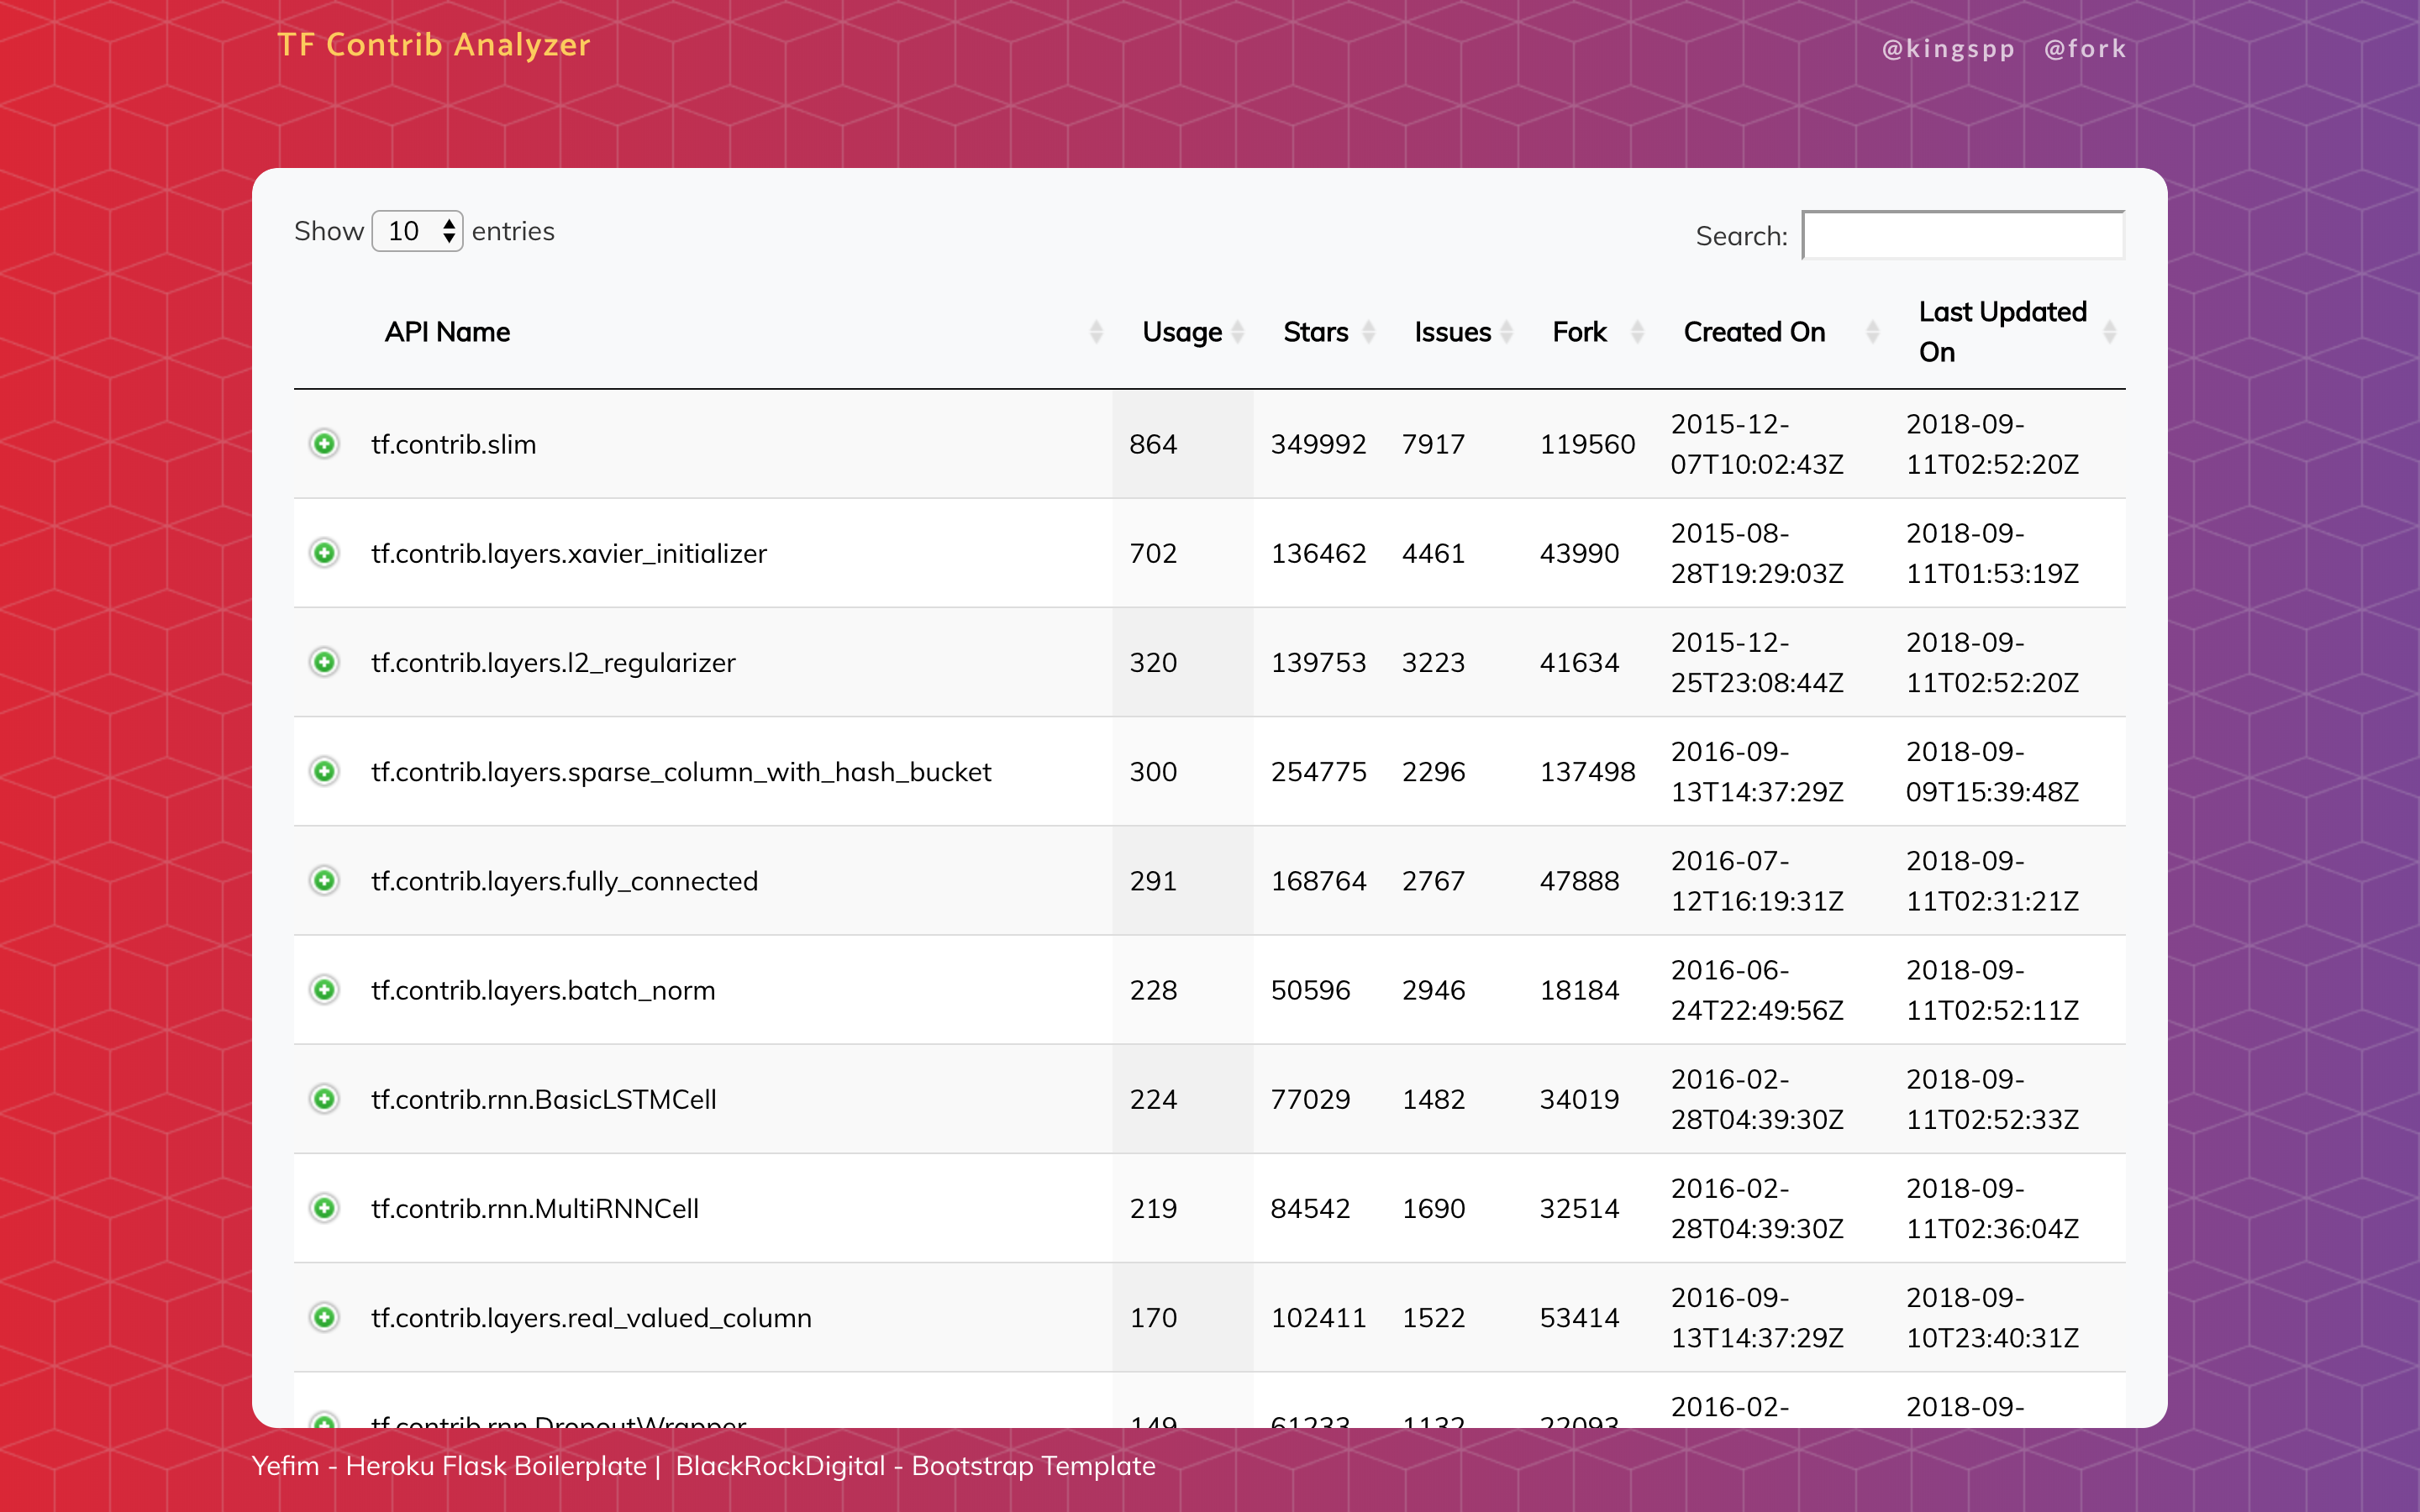 TF Contrib Analyzer
@kingspp @fork
Show 10 entries
Search:
API Name Usage Stars Issues Fork Created On Last Updated On
tf.contrib.slim 864 349992 7917 119560 2015-12-07T10:02:43Z 2018-09-11T02:52:20Z
tf.contrib.layers.xavier_initializer 702 136462 4461 43990 2015-08-28T19:29:03Z 2018-09-11T01:53:19Z
tf.contrib.layers.l2_regularizer 320 139753 3223 41634 2015-12-25T23:08:44Z 2018-09-11T02:52:20Z
tf.contrib.layers.sparse_column_with_hash_bucket 300 254775 2296 137498 2016-09-13T14:37:29Z 2018-09-09T15:39:48Z
tf.contrib.layers.fully_connected 291 168764 2767 47888 2016-07-12T16:19:31Z 2018-09-11T02:31:21Z
tf.contrib.layers.batch_norm 228 50596 2946 18184 2016-06-24T22:49:56Z 2018-09-11T02:52:11Z
tf.contrib.rnn.BasicLSTMCell 224 77029 1482 34019 2016-02-28T04:39:30Z 2018-09-11T02:52:33Z
tf.contrib.rnn.MultiRNNCell 219 84542 1690 32514 2016-02-28T04:39:30Z 2018-09-11T02:36:04Z
tf.contrib.layers.real_valued_column 170 102411 1522 53414 2016-09-13T14:37:29Z 2018-09-10T23:40:31Z
tf.contrib.rnn.DropoutWrapper 149 61233 1132 22093 2016-02- 2018-09-
Yefim - Heroku Flask Boilerplate | BlackRockDigital - Bootstrap Template